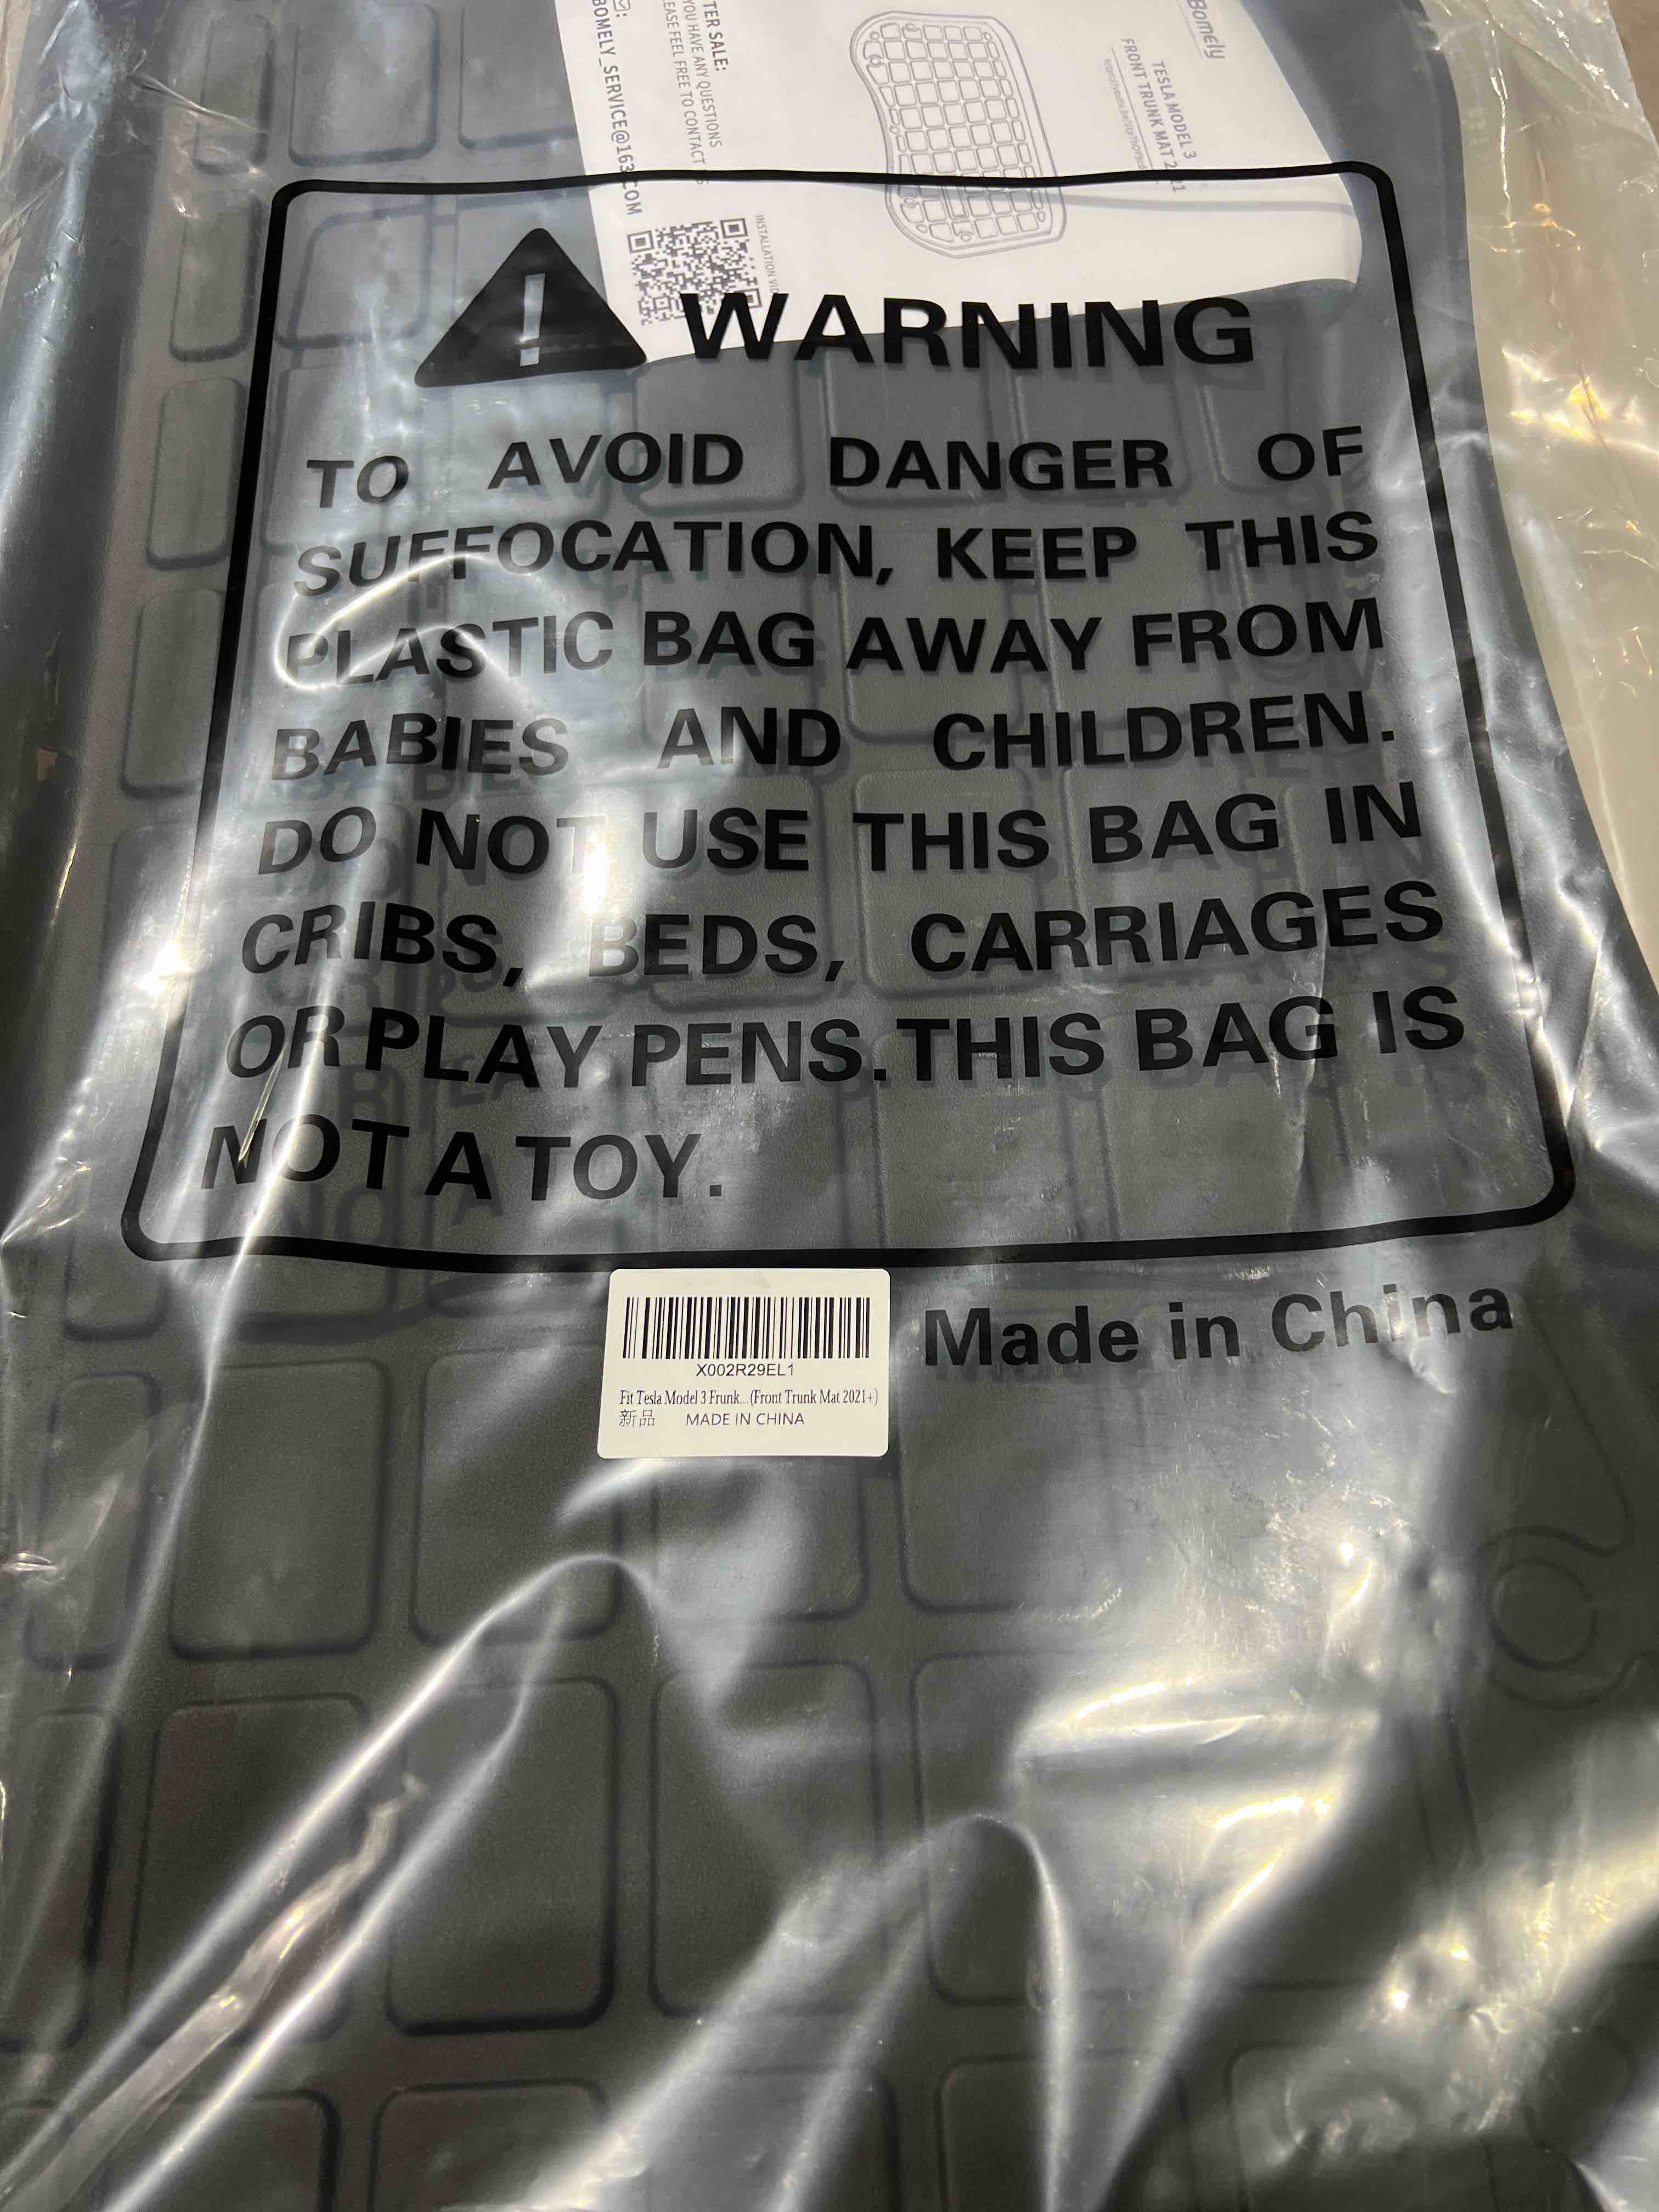 Bomely
TESLA MODEL 3
FRONT TRUNK MAT
TER SALE:
YOU HAVE ANY QUESTIONS
EASE FEEL FREE TO CONTACT
BOMELY_SERVICE@163.COM
INSTALLATION
WARNING
TO AVOID DANGER OF
SUFFOCATION, KEEP THIS
PLASTIC BAG AWAY FROM
BABIES AND CHILDREN.
DO NOT USE THIS BAG IN
CRIBS, BEDS, CARRIAGES
OR PLAY PENS.THIS BAG IS
NOT A TOY.
Made in China
X002R29EL1
Fit Tesla Model 3 Frunk...(Front Trunk Mat 2021+)
新品 MADE IN CHINA